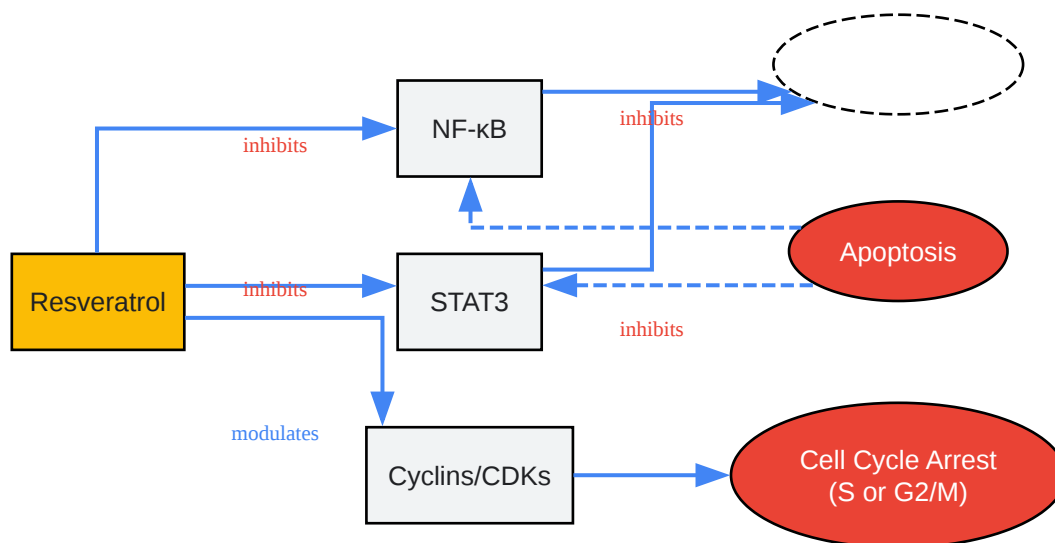 NF-κB
inhibits
inhibits
Apoptosis
Resveratrol
inhibits
STAT3
inhibits
modulates
Cyclins/CDKs
Cell Cycle Arrest
(S or G2/M)